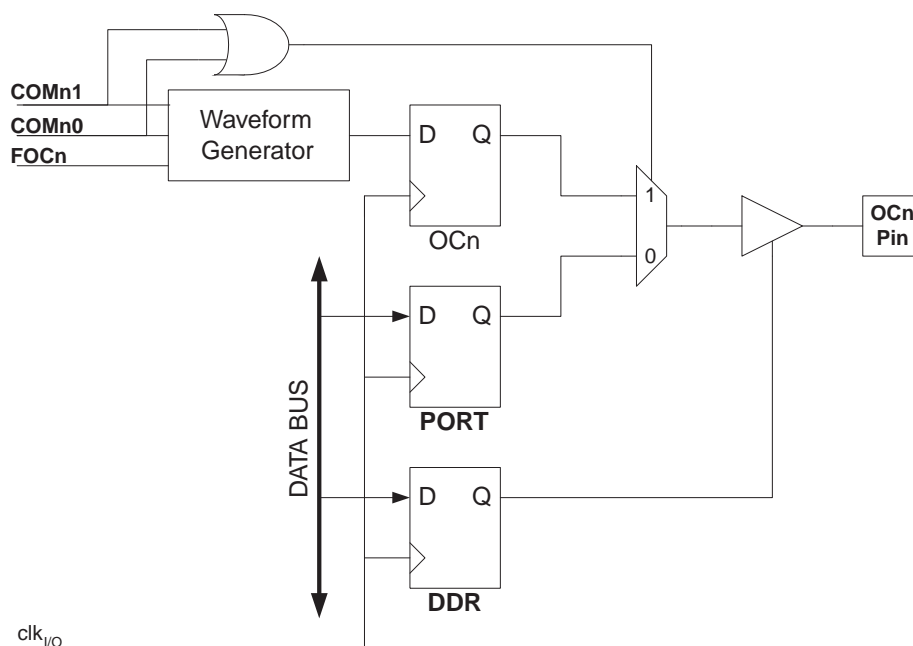 COMn1
COMn0
FOCn
Waveform
Generator
D Q
OCn
1
0
OCn
Pin
D Q
PORT
DATA BUS
D Q
DDR
clkI/O